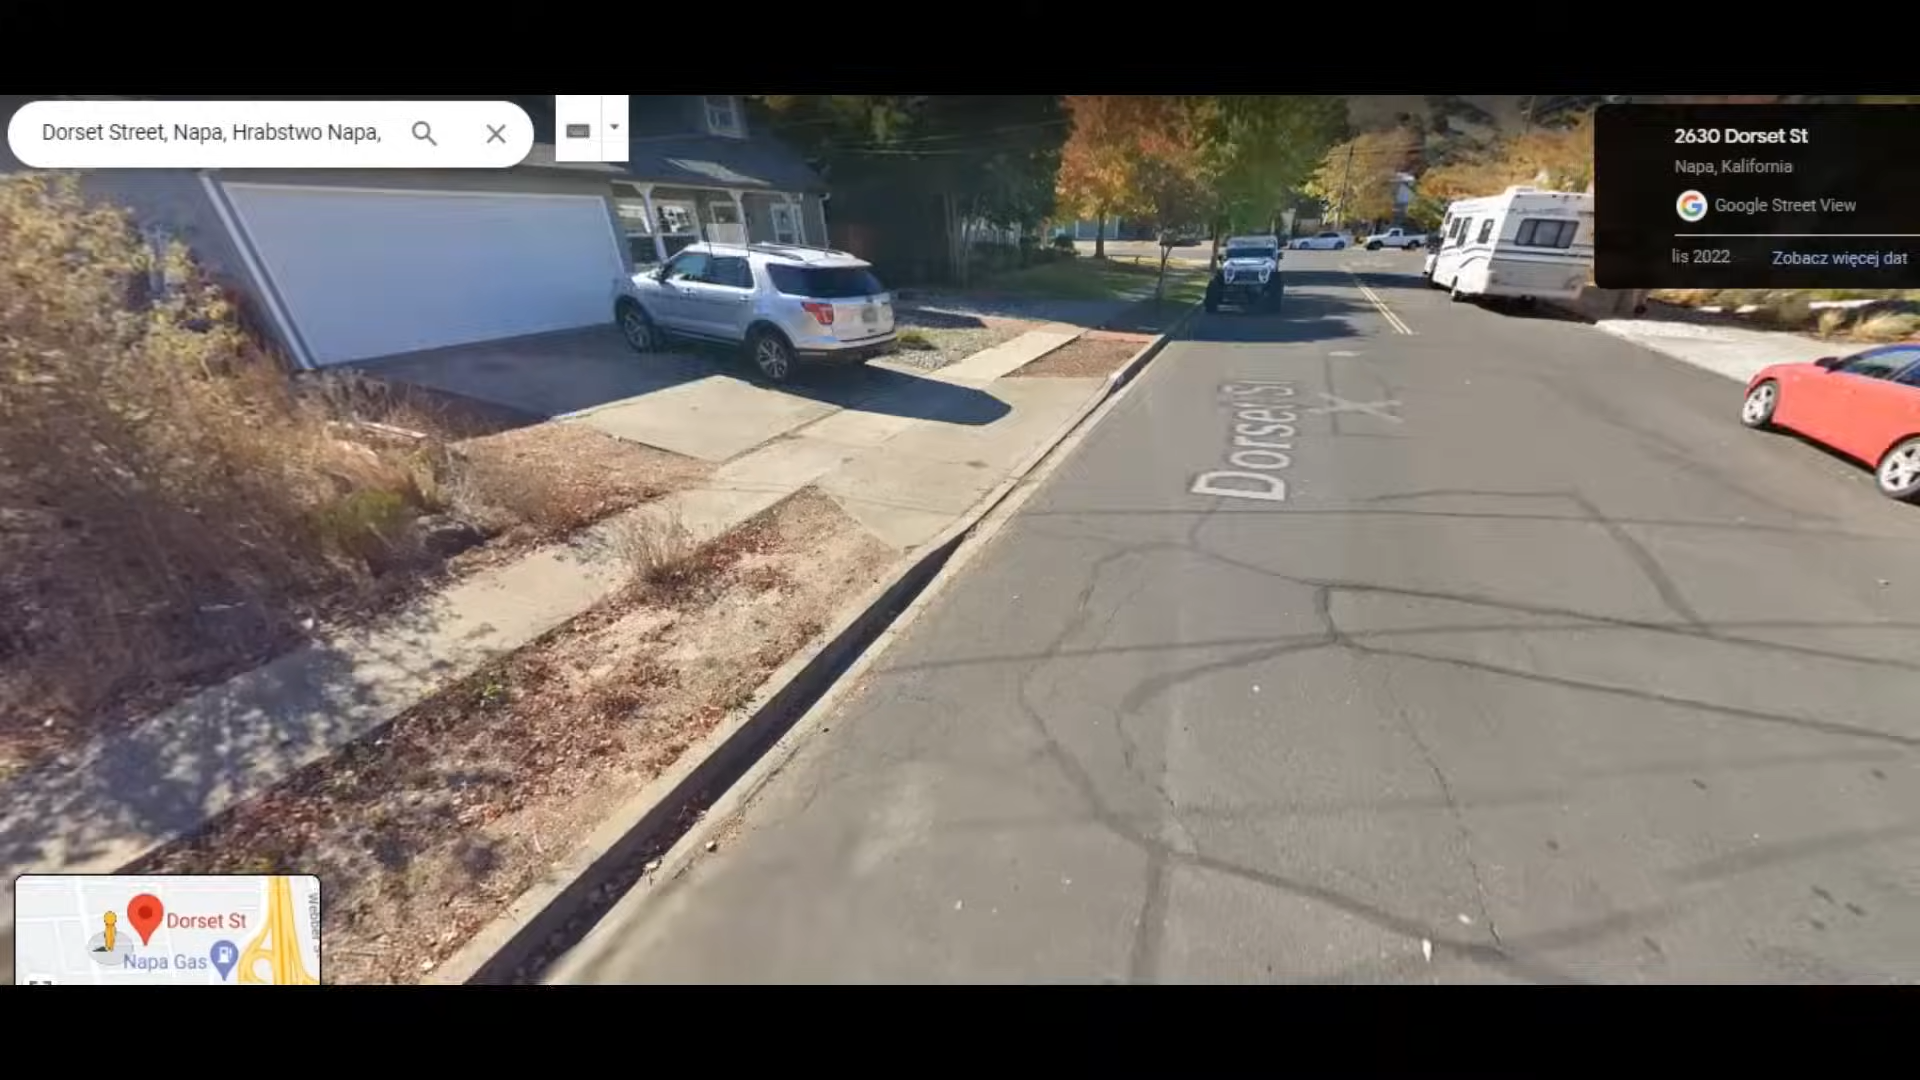 Dorset Street, Napa, Hrabstwo Napa,
2630 Dorset St
Napa, Kalifornia
Google Street View
lis 2022
Zobacz więcej dat
Dorset St
Dorset St
Napa Gas
Webber S